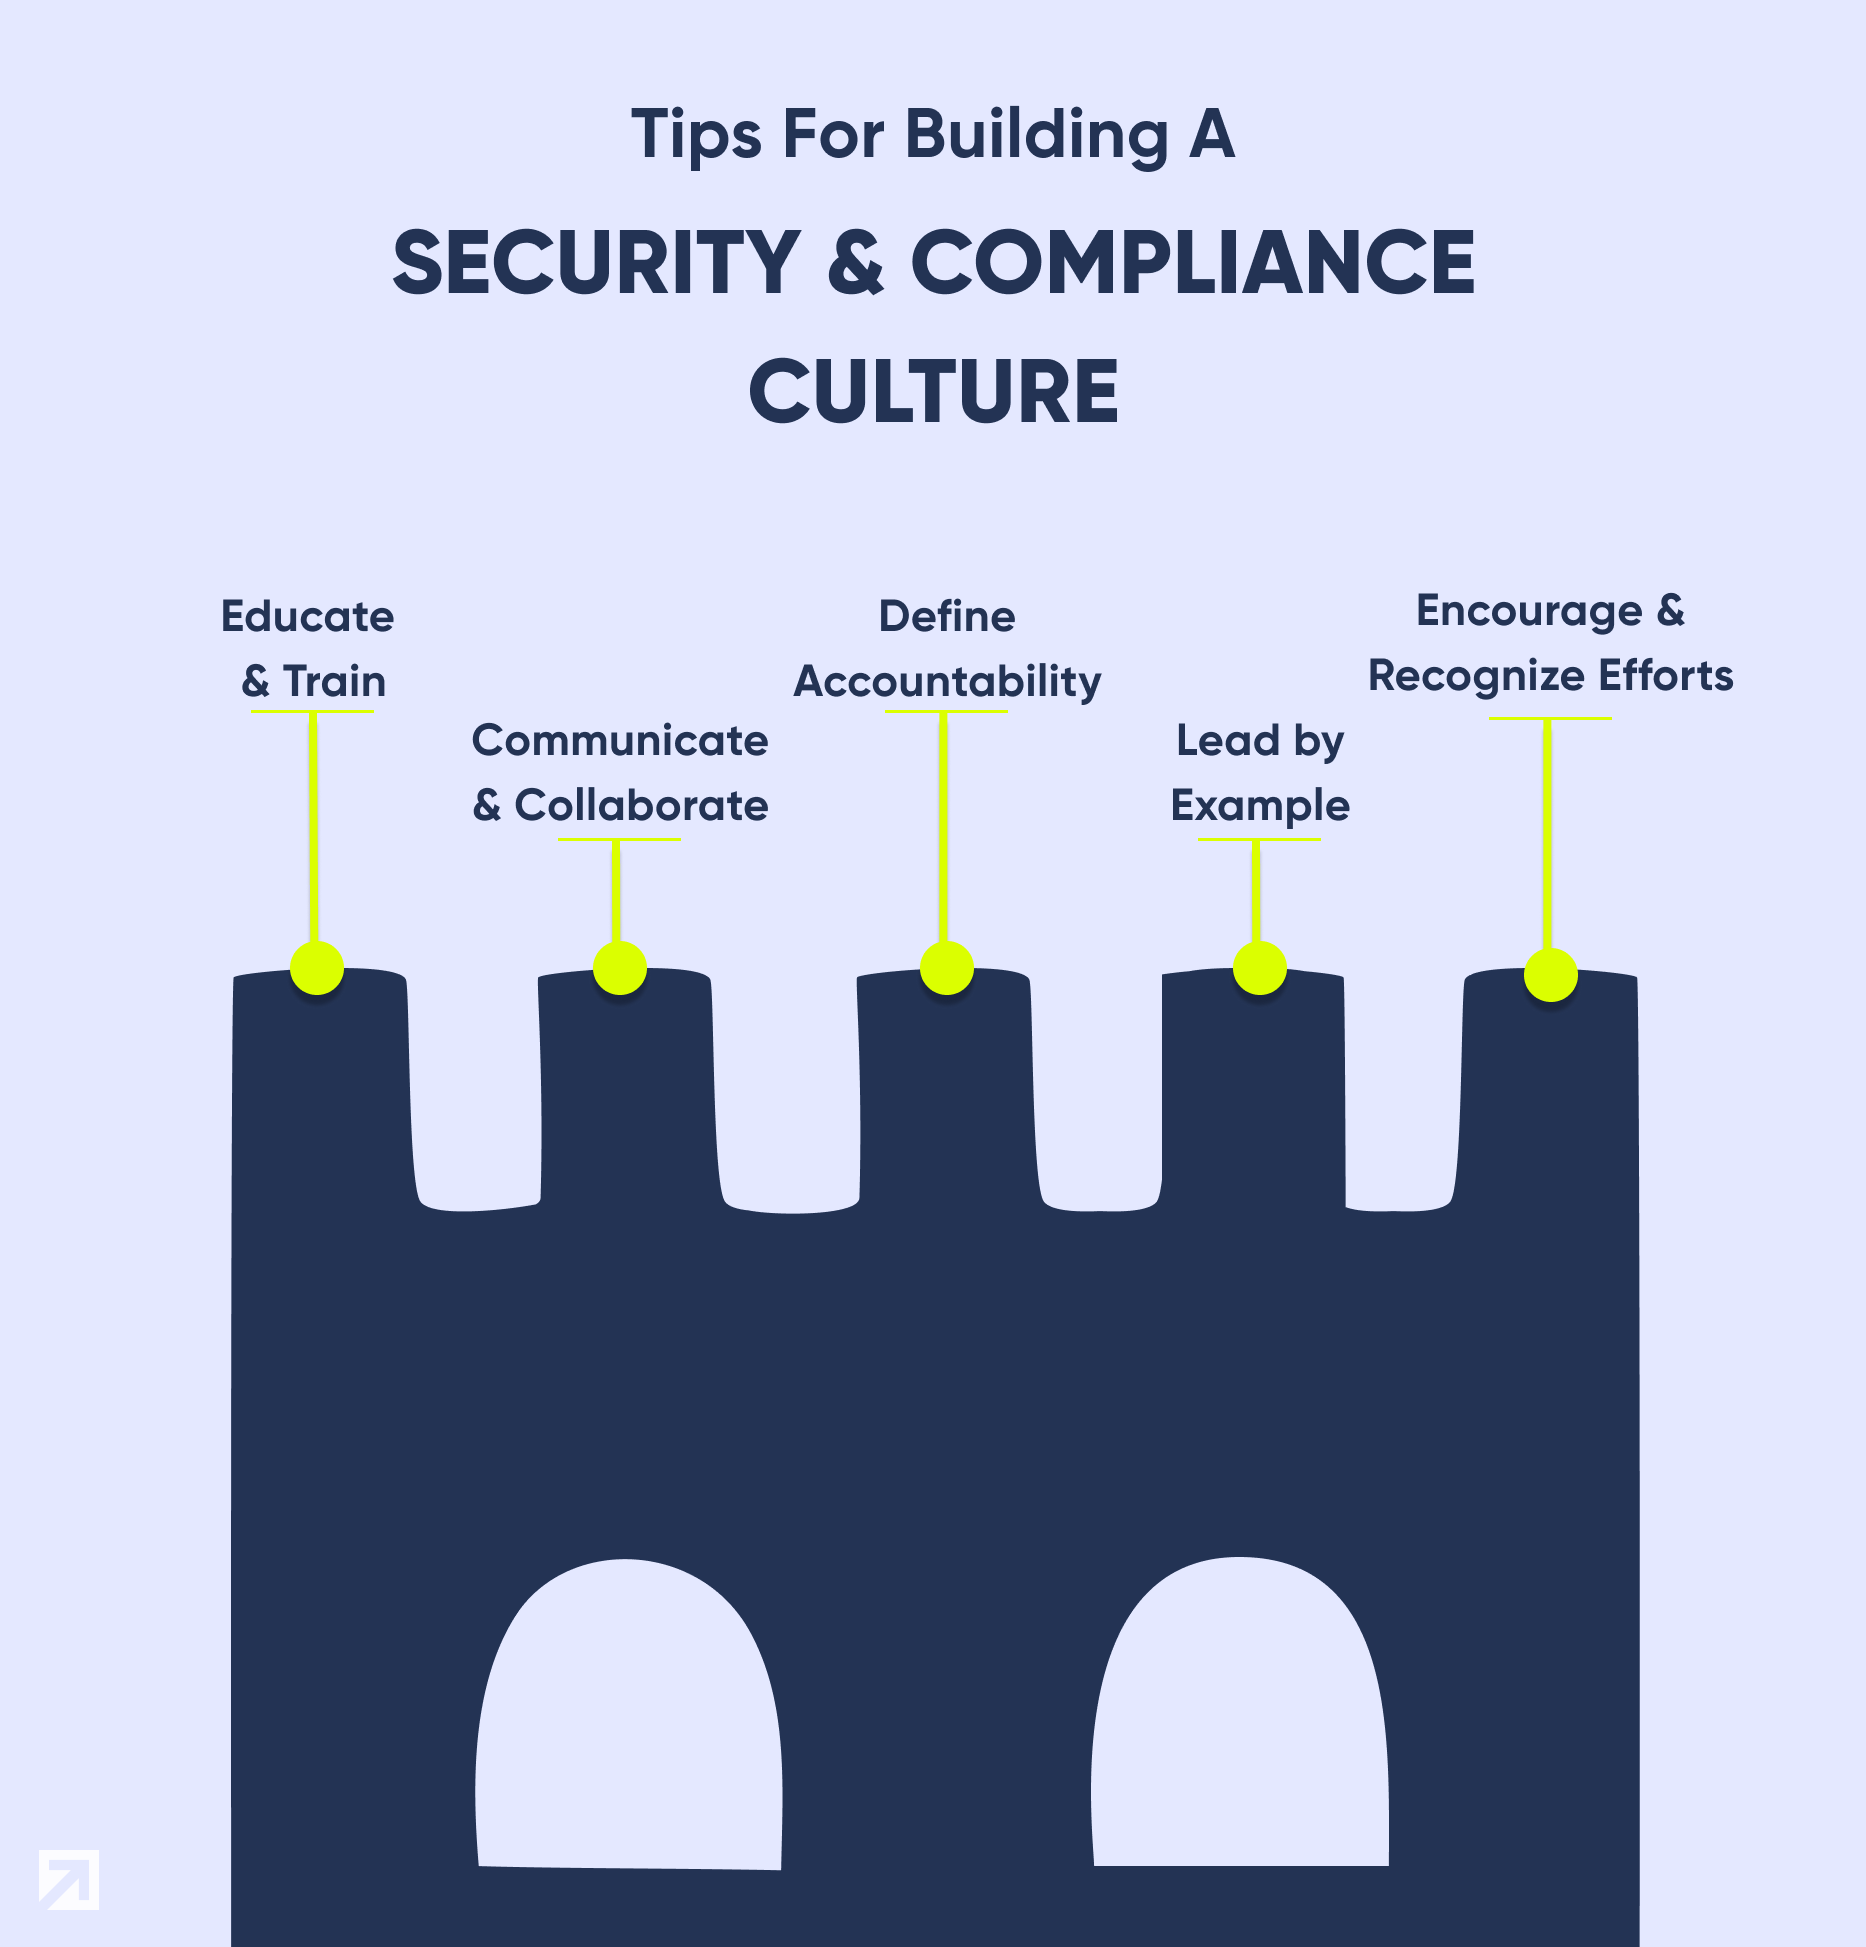 Tips For Building A
SECURITY & COMPLIANCE
CULTURE
Educate
& Train
Communicate
& Collaborate
Define
Accountability
Lead by
Example
Encourage &
Recognize Efforts